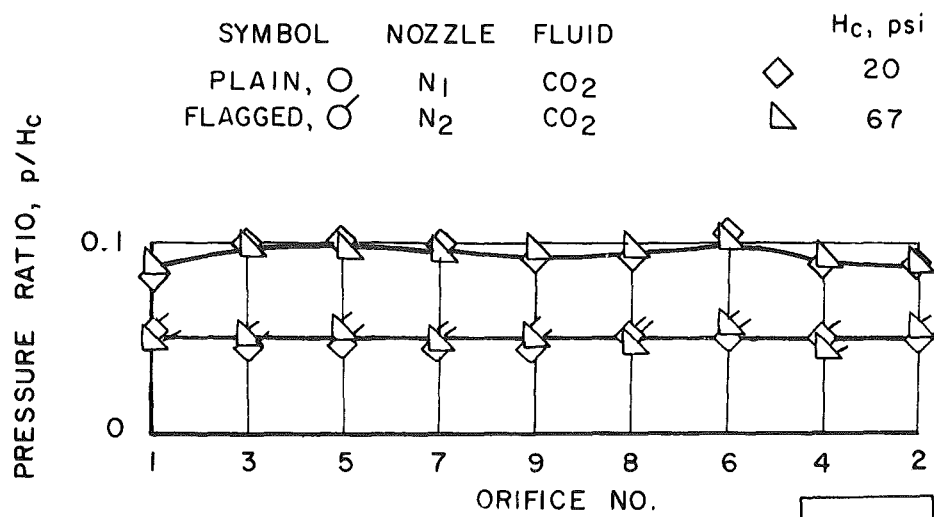 SYMBOL NOZZLE FLUID Hc, psi
PLAIN, N1 CO2 20
FLAGGED, N2 CO2 67
PRESSURE RATIO, p/Hc
0.1
0
1 3 5 7 9 8 6 4 2
ORIFICE NO.